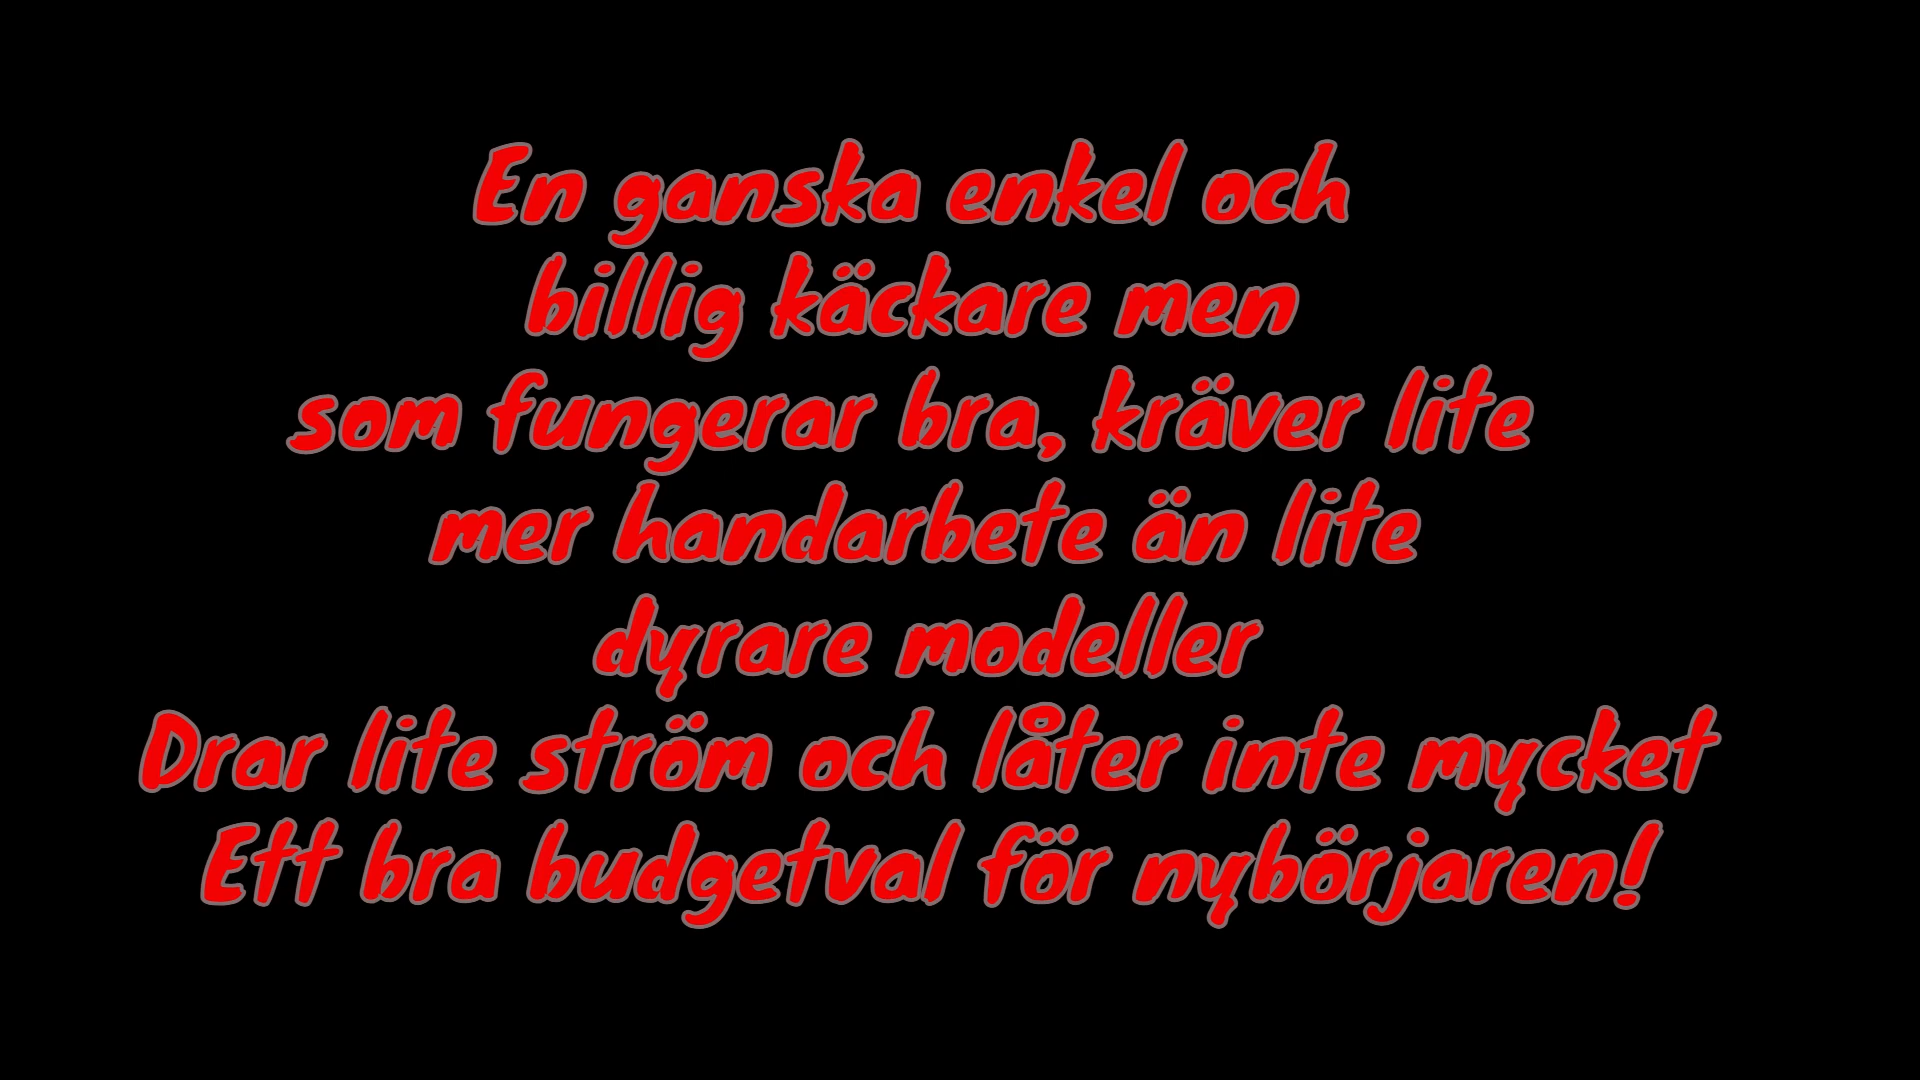 En ganska enkel och
billig käckare men
som fungerar bra, kräver lite
mer handarbete än lite
dyrare modeller
Drar lite ström och låter inte mycket
Ett bra budgetval för nybörjaren!